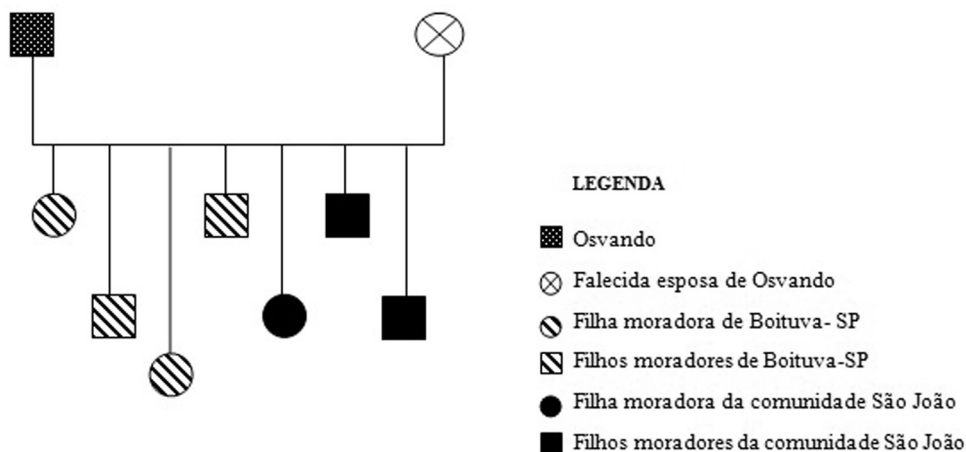 LEGENDA
Osvando
Falecida esposa de Osvando
Filha moradora de Boituva- SP
Filhos moradores de Boituva-SP
Filha moradora da comunidade São João
Filhos moradores da comunidade São João